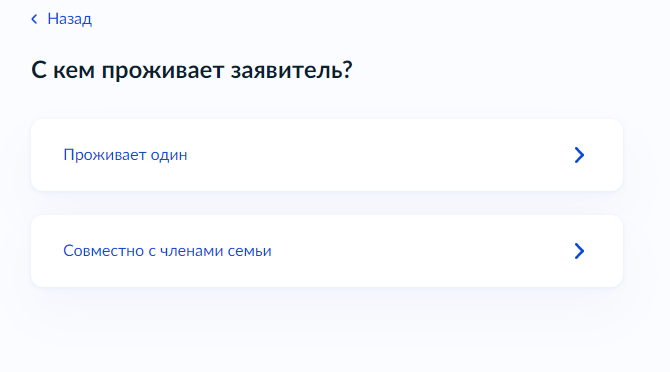 Назад
С кем проживает заявитель?
Проживает один
Совместно с членами семьи